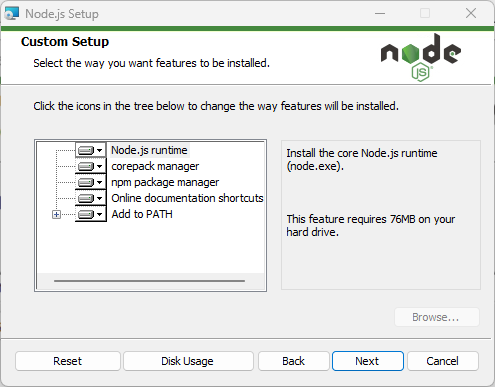 Node.js Setup
Custom Setup
Select the way you want features to be installed.
node
JS
Click the icons in the tree below to change the way features will be installed.
Node.js runtime
corepack manager
npm package manager
Online documentation shortcuts
Add to PATH
Install the core Node.js runtime
(node.exe).
This feature requires 76MB on your
hard drive.
Browse...
Reset
Disk Usage
Back
Next
Cancel